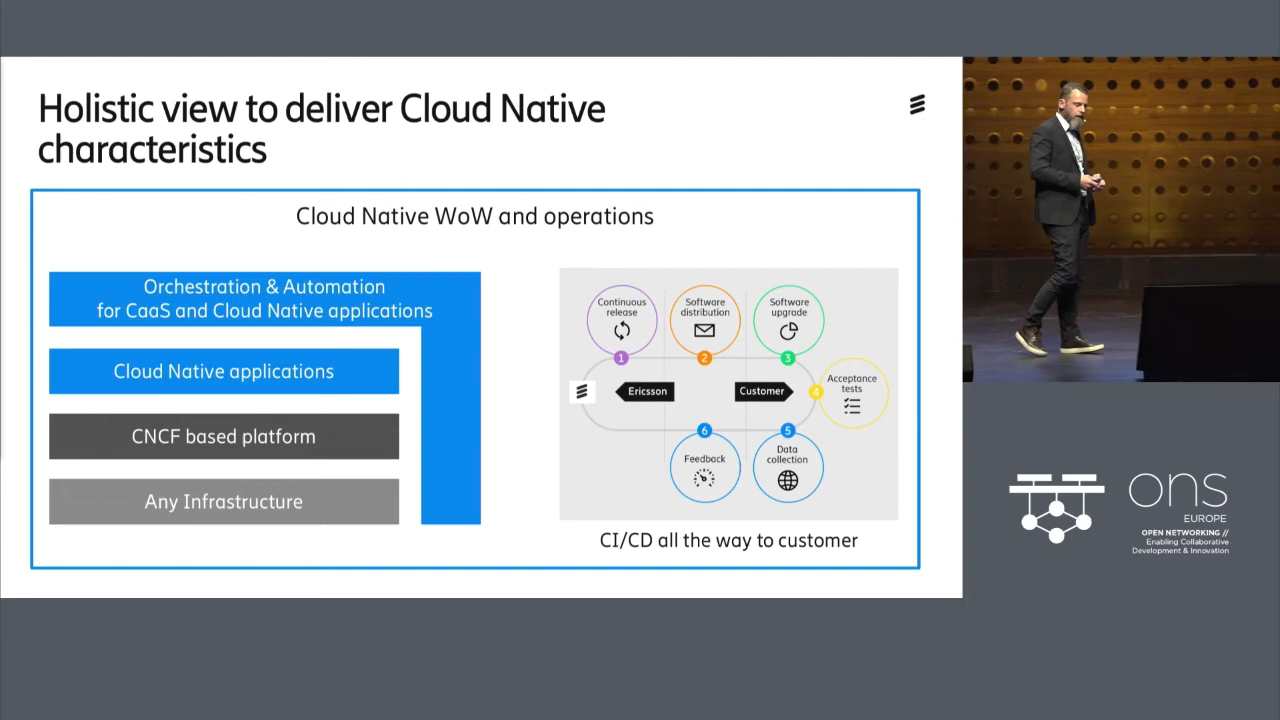 Holistic view to deliver Cloud Native
characteristics
Cloud Native WoW and operations
Orchestration & Automation
for CaaS and Cloud Native applications
Cloud Native applications
CNCF based platform
Any Infrastructure
Continuous
release
1
Software
distribution
2
Software
upgrade
3
Acceptance
tests
4
Ericsson
Customer
6
Feedback
5
Data
collection
CI/CD all the way to customer
ons
EUROPE
OPEN NETWORKING //
Enabling Collaborative
Development & Innovation